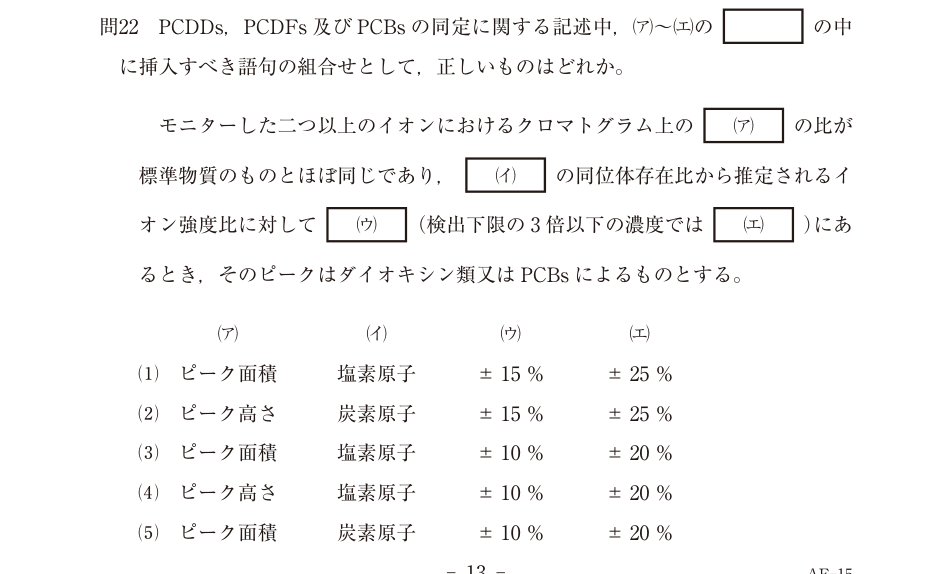 問22　PCDDs，PCDFs 及び PCBs の同定に関する記述中，㋐～㋓の　　　　の中
に挿入すべき語句の組合せとして，正しいものはどれか。
モニターした二つ以上のイオンにおけるクロマトグラム上の (ア) の比が
標準物質のものとほぼ同じであり， (イ) の同位体存在比から推定されるイ
オン強度比に対して (ウ) （検出下限の 3 倍以下の濃度では (エ) ）にあ
るとき，そのピークはダイオキシン類又は PCBs によるものとする。
(ア)　(イ)　(ウ)　(エ)
(1)　ピーク面積　塩素原子　± 15 %　± 25 %
(2)　ピーク高さ　炭素原子　± 15 %　± 25 %
(3)　ピーク面積　塩素原子　± 10 %　± 20 %
(4)　ピーク高さ　塩素原子　± 10 %　± 20 %
(5)　ピーク面積　炭素原子　± 10 %　± 20 %
− 13 −